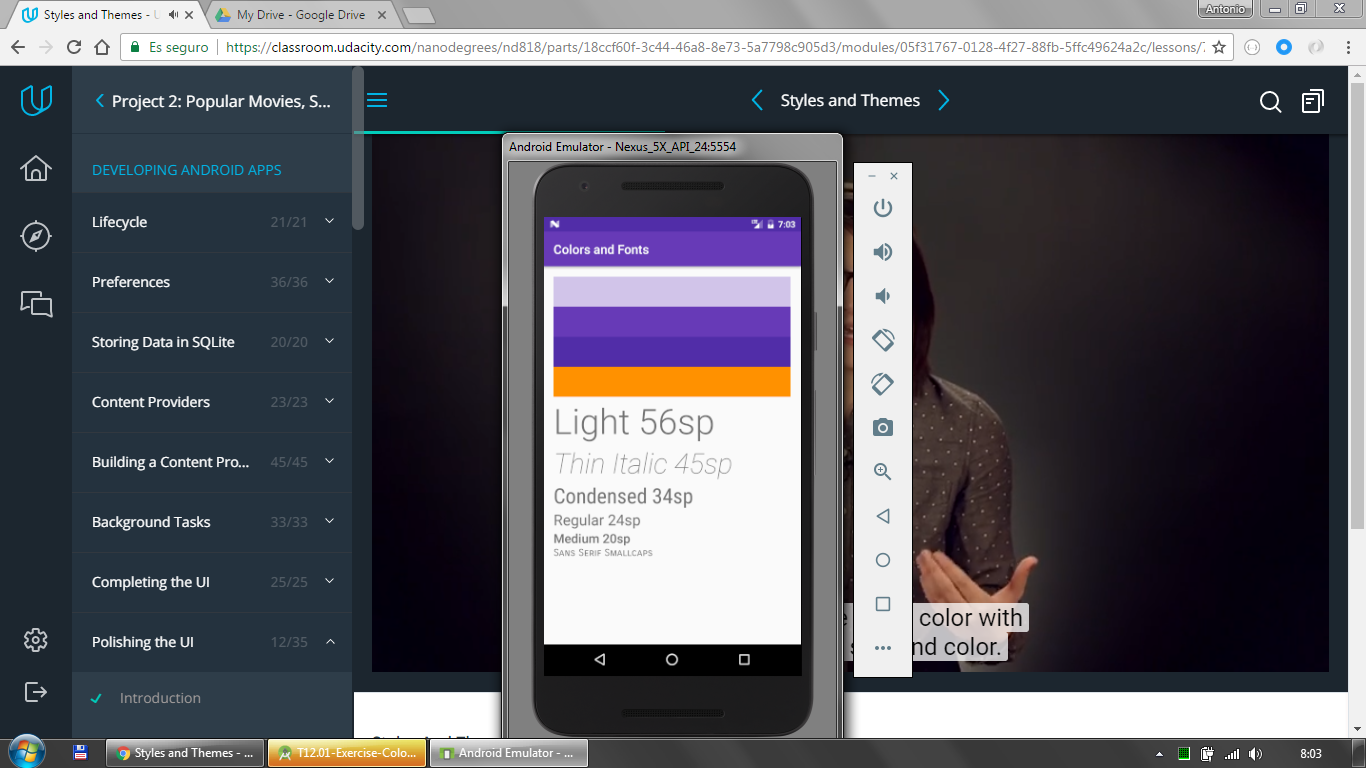 Styles and Themes - U
My Drive - Google Drive
Antonio
Es seguro
https://classroom.udacity.com/nanodegrees/nd818/parts/18ccf60f-3c44-46a8-8e73-5a7798c905d3/modules/05f31767-0128-4f27-88fb-5ffc49624a2c/lessons/
Project 2: Popular Movies, S...
Styles and Themes
DEVELOPING ANDROID APPS
Lifecycle 21/21
Preferences 36/36
Storing Data in SQLite 20/20
Content Providers 23/23
Building a Content Pro... 45/45
Background Tasks 33/33
Completing the UI 25/25
Polishing the UI 12/35
Introduction
Android Emulator - Nexus_5X_API_24:5554
7:03
Colors and Fonts
Light 56sp
Thin Italic 45sp
Condensed 34sp
Regular 24sp
Medium 20sp
Sans Serif Smallcaps
color with
nd color.
Styles - ...
Styles and Themes - ...
T12.01-Exercise-Colo...
Android Emulator - ...
8:03